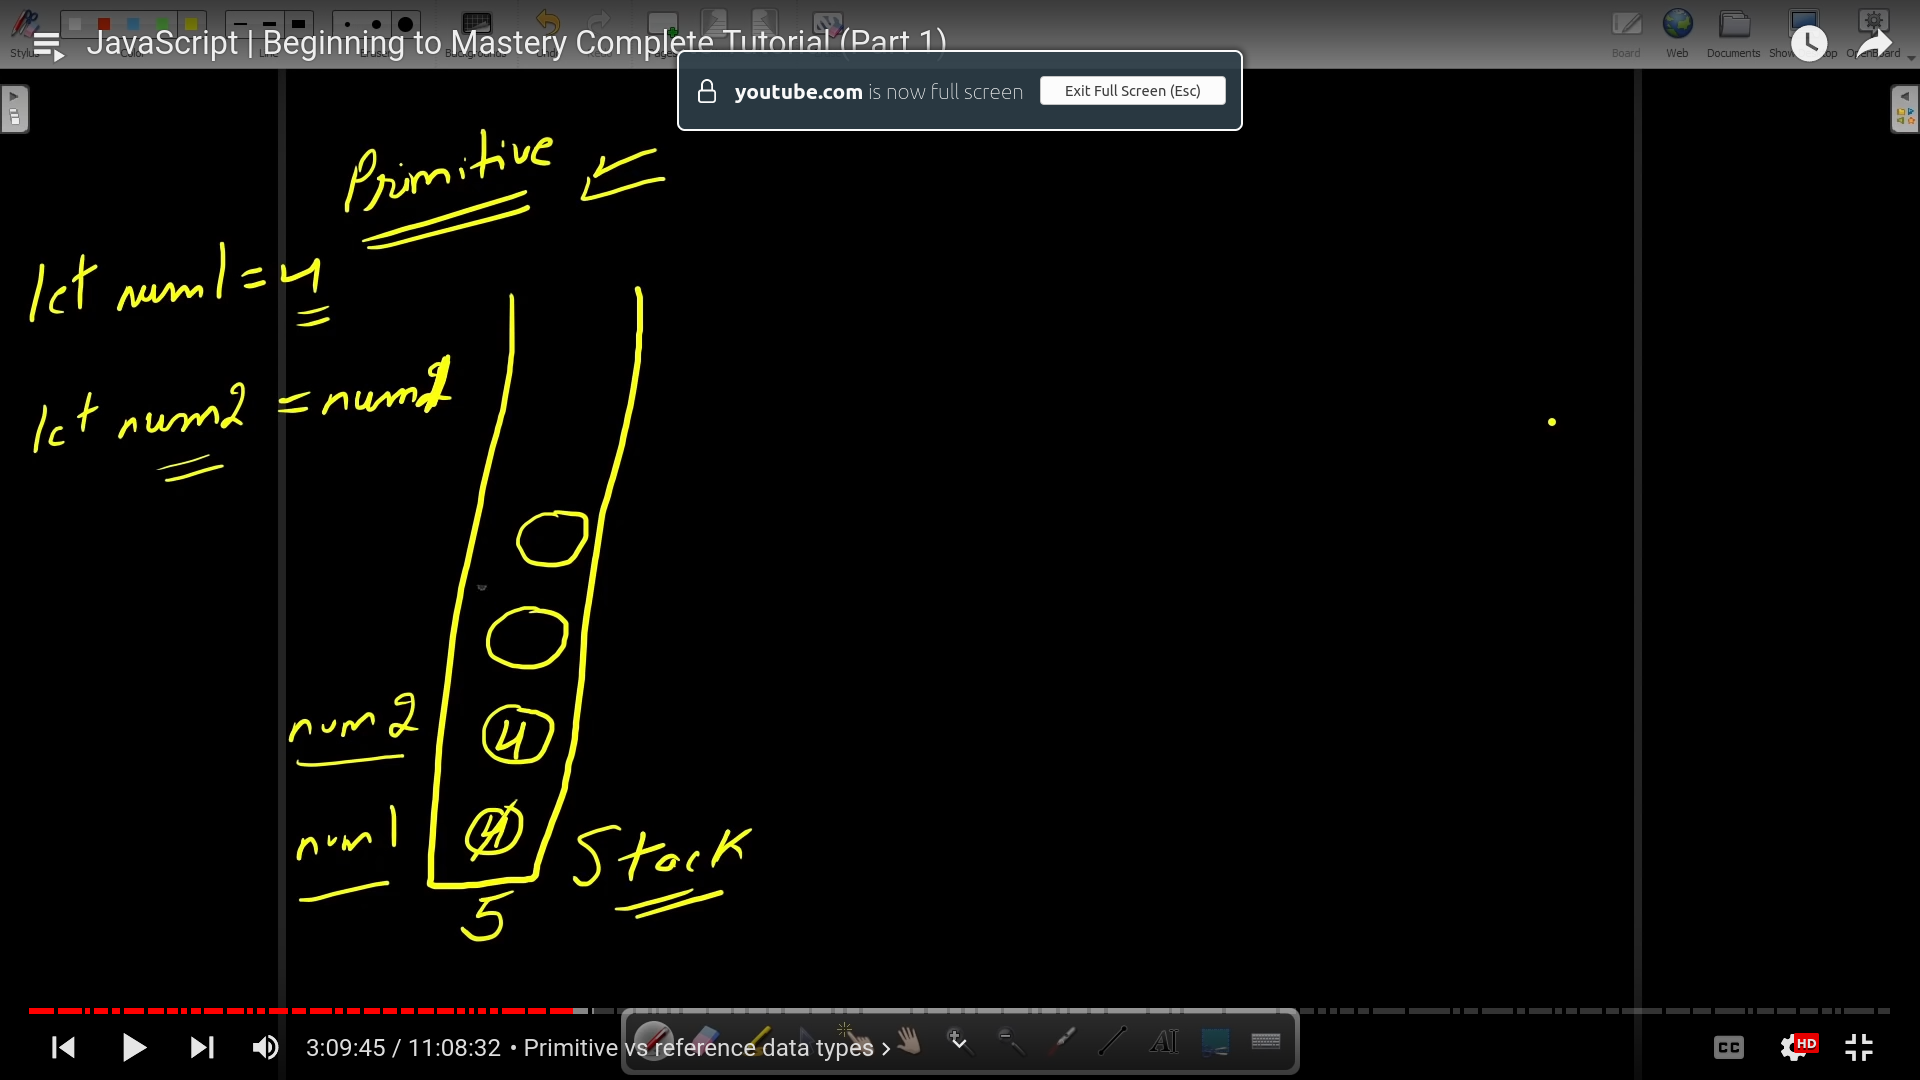 JavaScript | Beginning to Mastery Complete Tutorial (Part 1)
Board Web Documents
youtube.com is now full screen
Exit Full Screen (Esc)
Primitive
let num1 = 4
let num2 = num1
4
num2
4
num1
Stack
5
3:09:45 / 11:08:32 • Primitive vs reference data types ›
AI
CC
HD